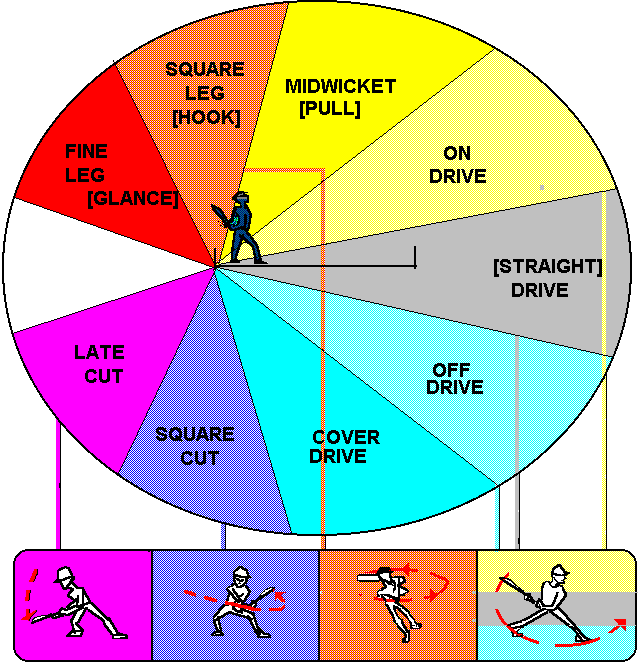 SQUARE
LEG
[HOOK]
MIDWICKET
[PULL]
FINE
LEG
[GLANCE]
ON
DRIVE
[STRAIGHT]
DRIVE
LATE
CUT
OFF
DRIVE
SQUARE
CUT
COVER
DRIVE